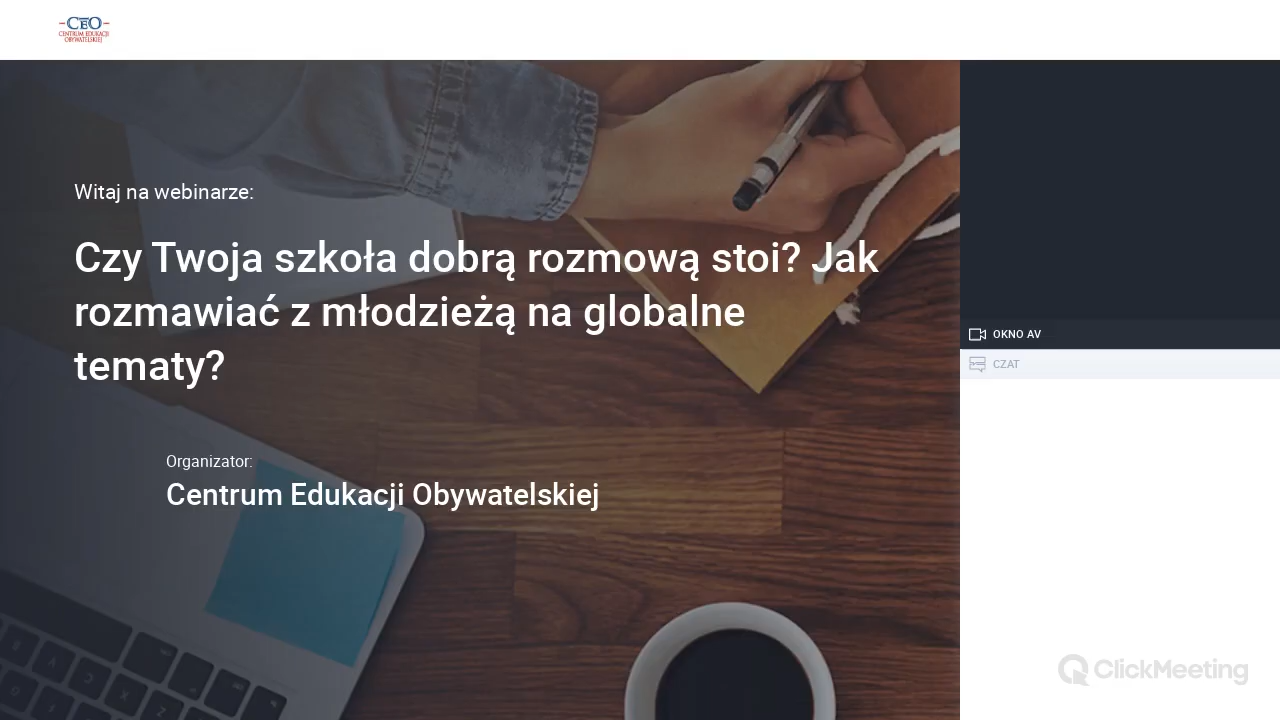 CEO
CENTRUM EDUKACJI
OBYWATELSKIEJ
Witaj na webinarze:
Czy Twoja szkoła dobrą rozmową stoi? Jak
rozmawiać z młodzieżą na globalne
tematy?
OKNO AV
CZAT
Organizator:
Centrum Edukacji Obywatelskiej
ClickMeeting